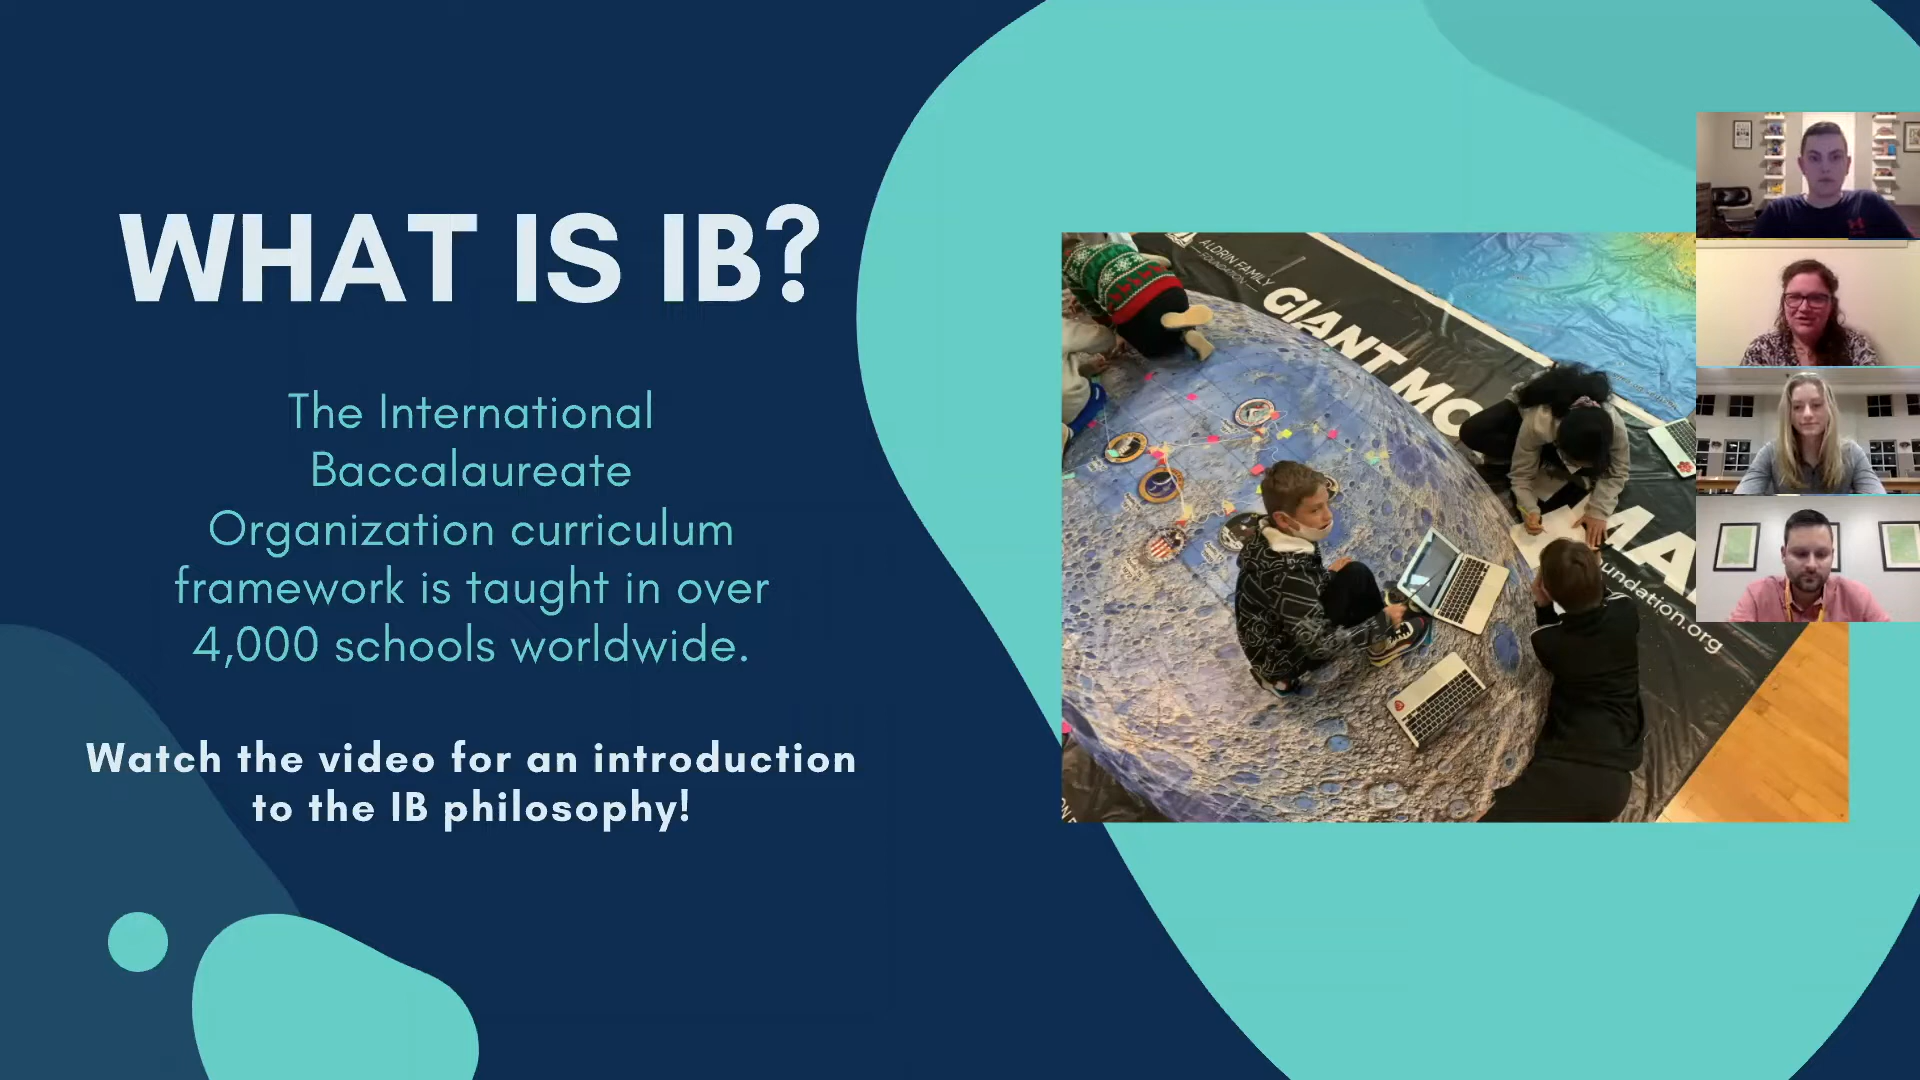 WHAT IS IB?
The International
Baccalaureate
Organization curriculum
framework is taught in over
4,000 schools worldwide.
Watch the video for an introduction
to the IB philosophy!
ALDRIN FAMILY
FOUNDATION
GIANT MO
MA
undation.org